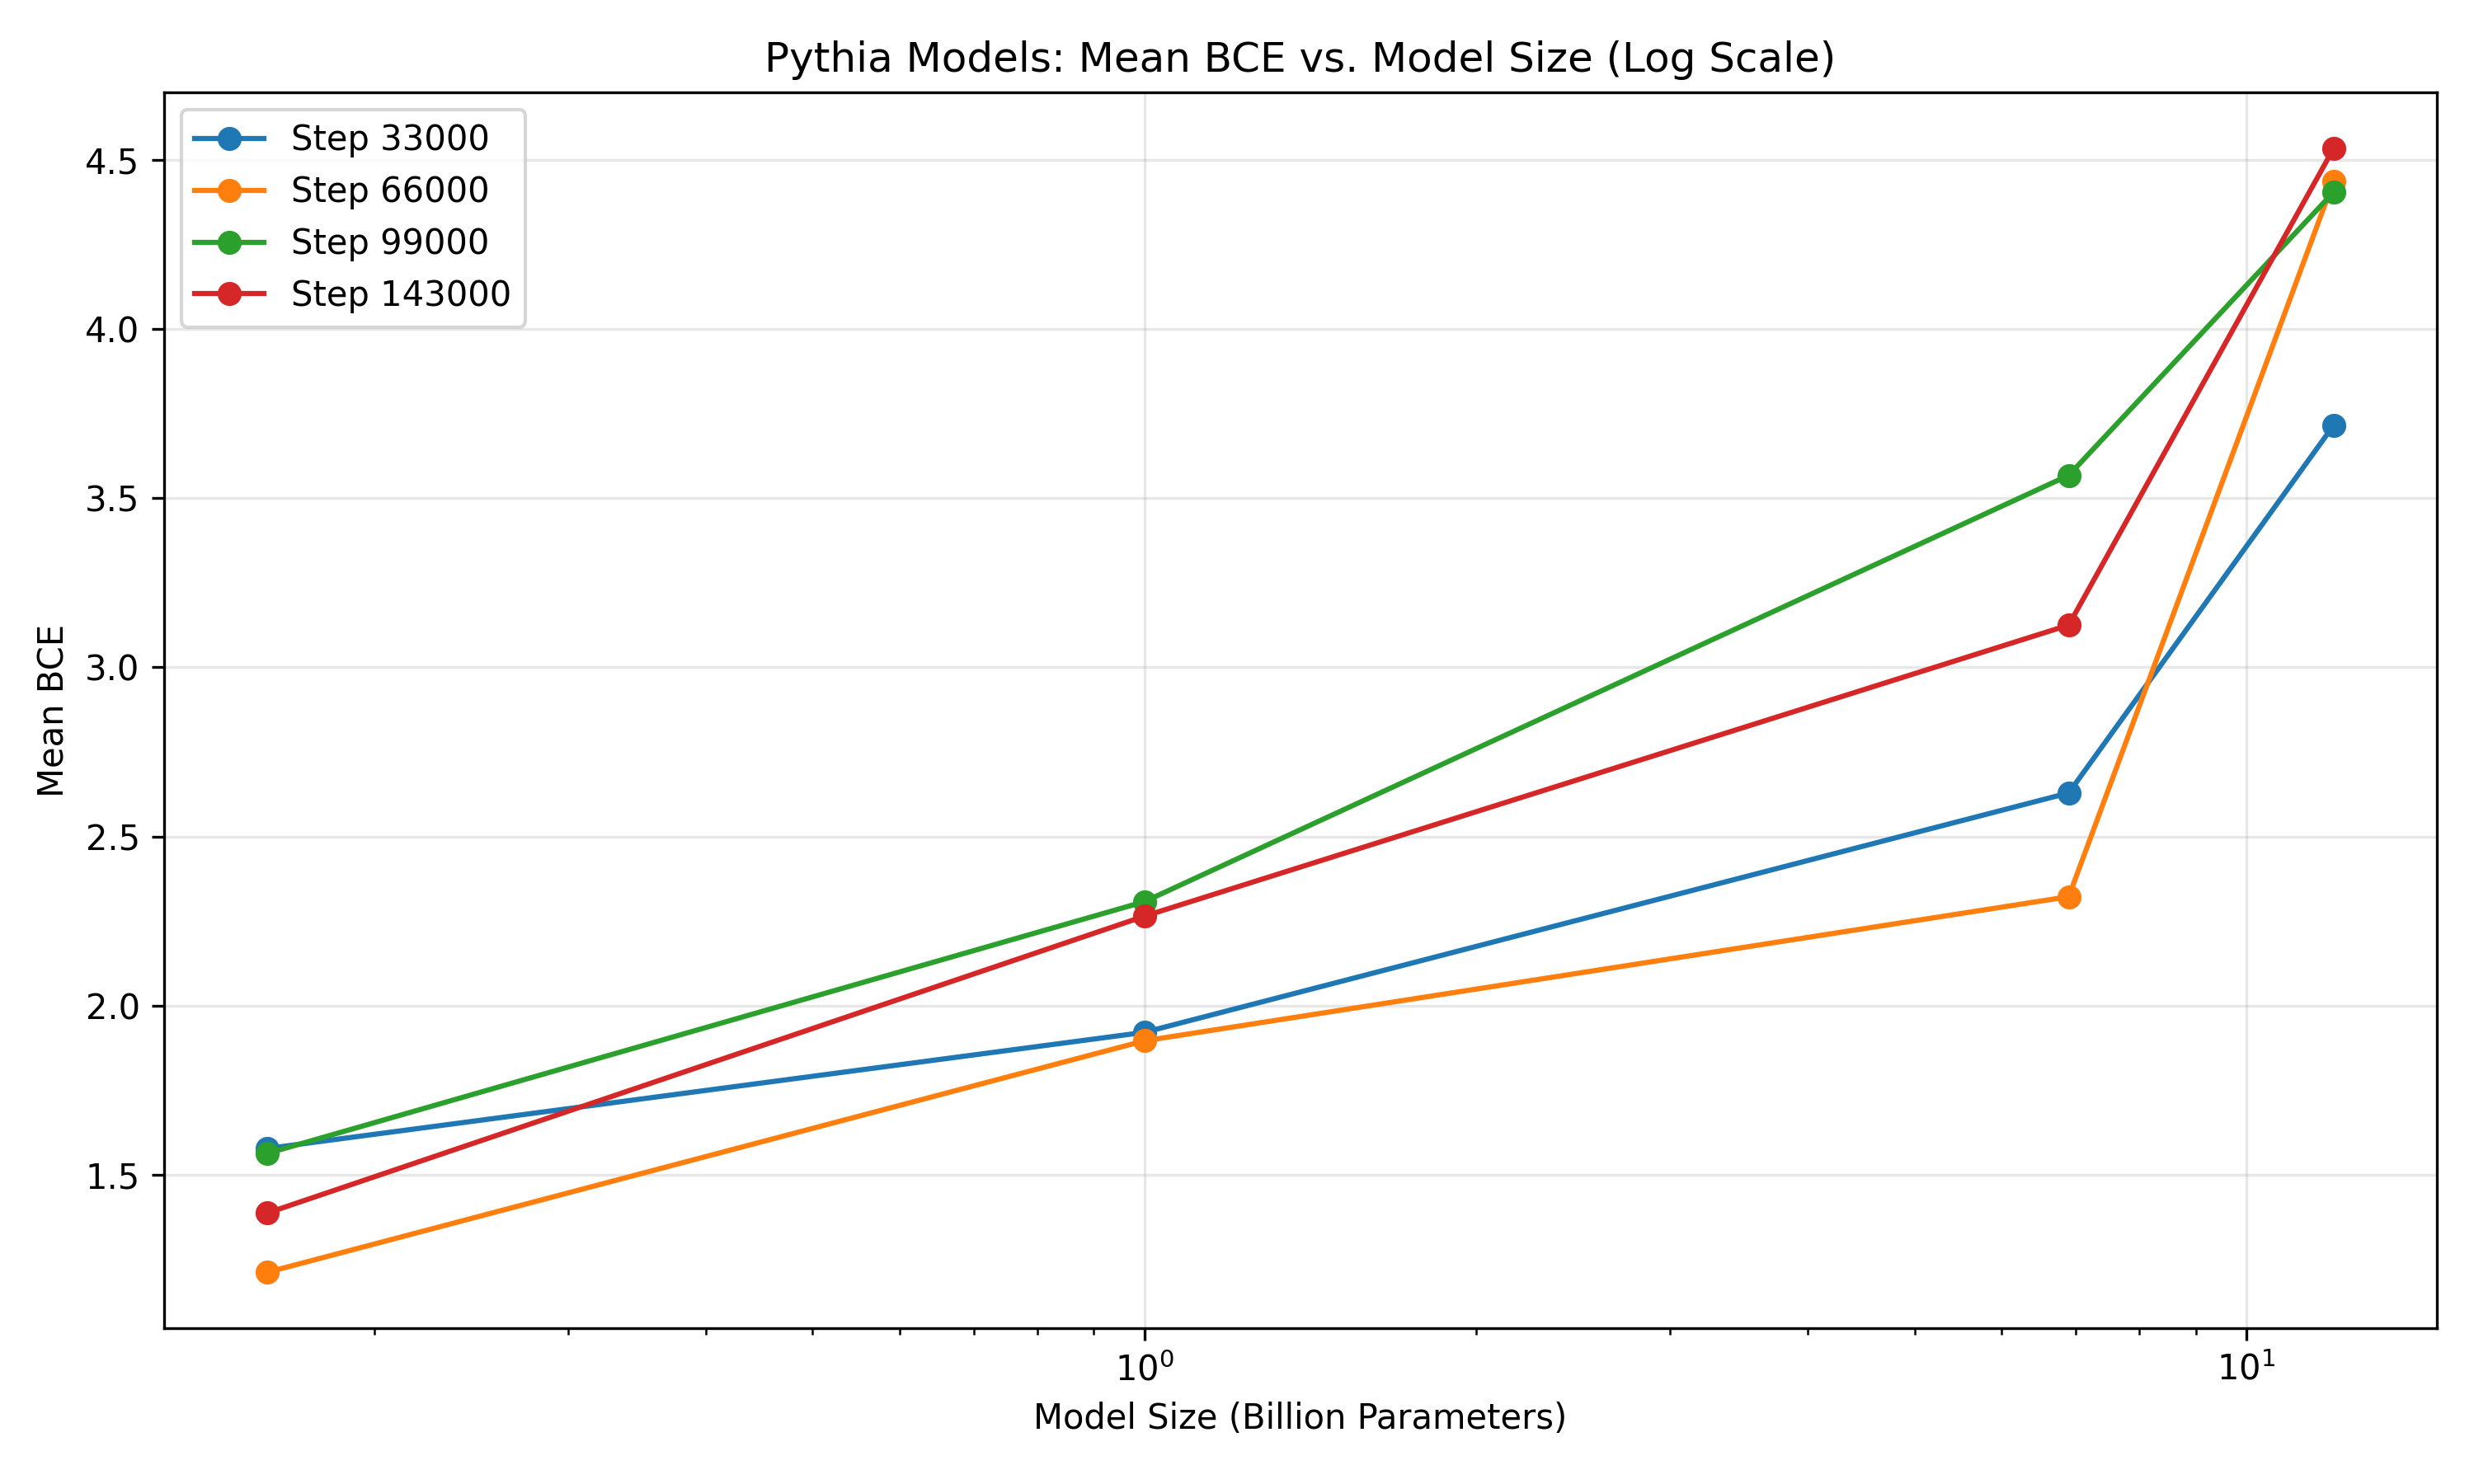 Pythia Models: Mean BCE vs. Model Size (Log Scale)
Step 33000
Step 66000
Step 99000
Step 143000
4.5
4.0
3.5
3.0
2.5
2.0
1.5
Mean BCE
10⁰
10¹
Model Size (Billion Parameters)